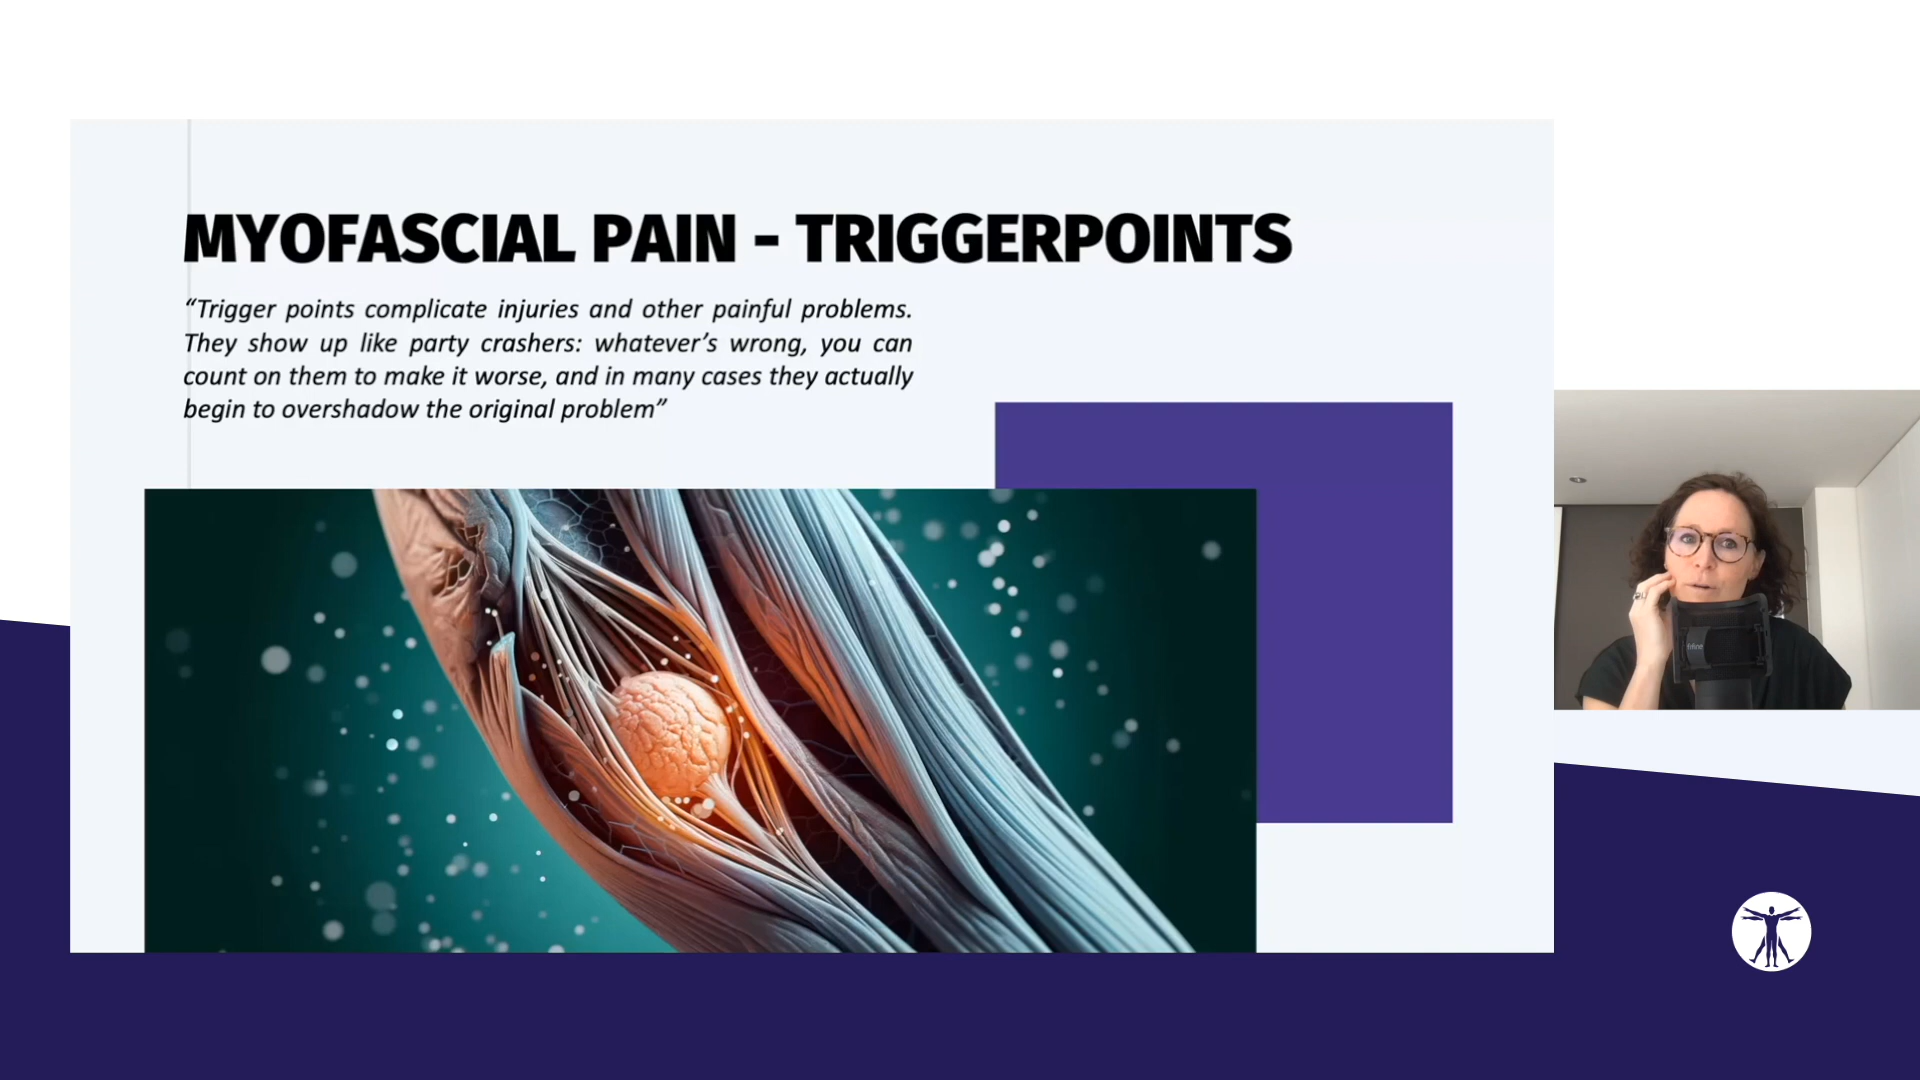 MYOFASCIAL PAIN - TRIGGERPOINTS
“Trigger points complicate injuries and other painful problems.
They show up like party crashers: whatever’s wrong, you can
count on them to make it worse, and in many cases they actually
begin to overshadow the original problem”